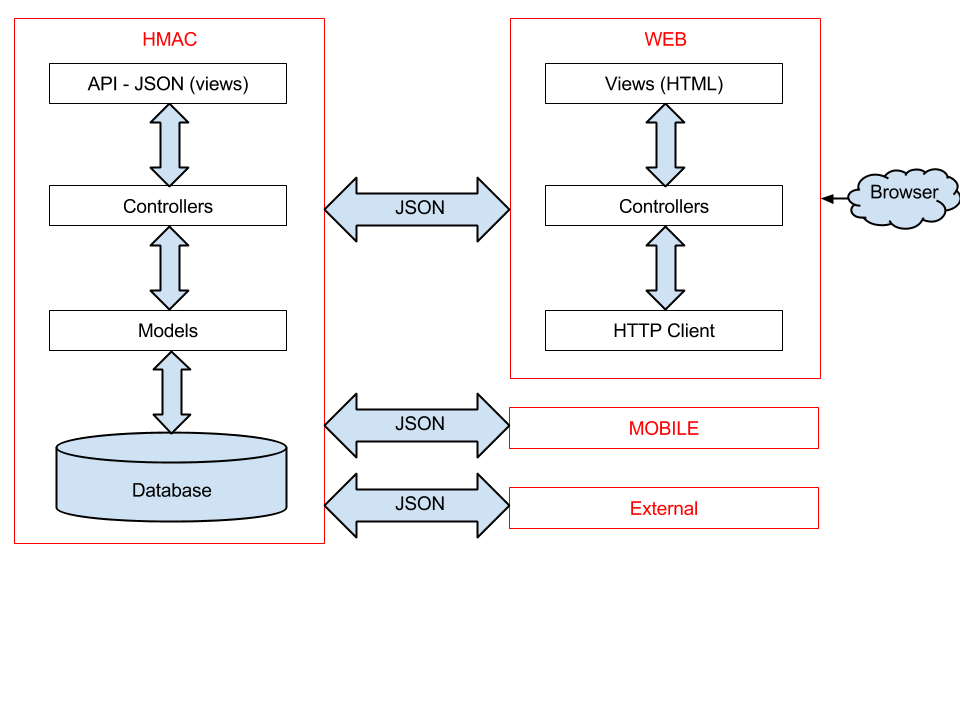 HMAC
API - JSON (views)
Controllers
Models
Database
JSON
JSON
JSON
WEB
Views (HTML)
Controllers
HTTP Client
MOBILE
External
Browser